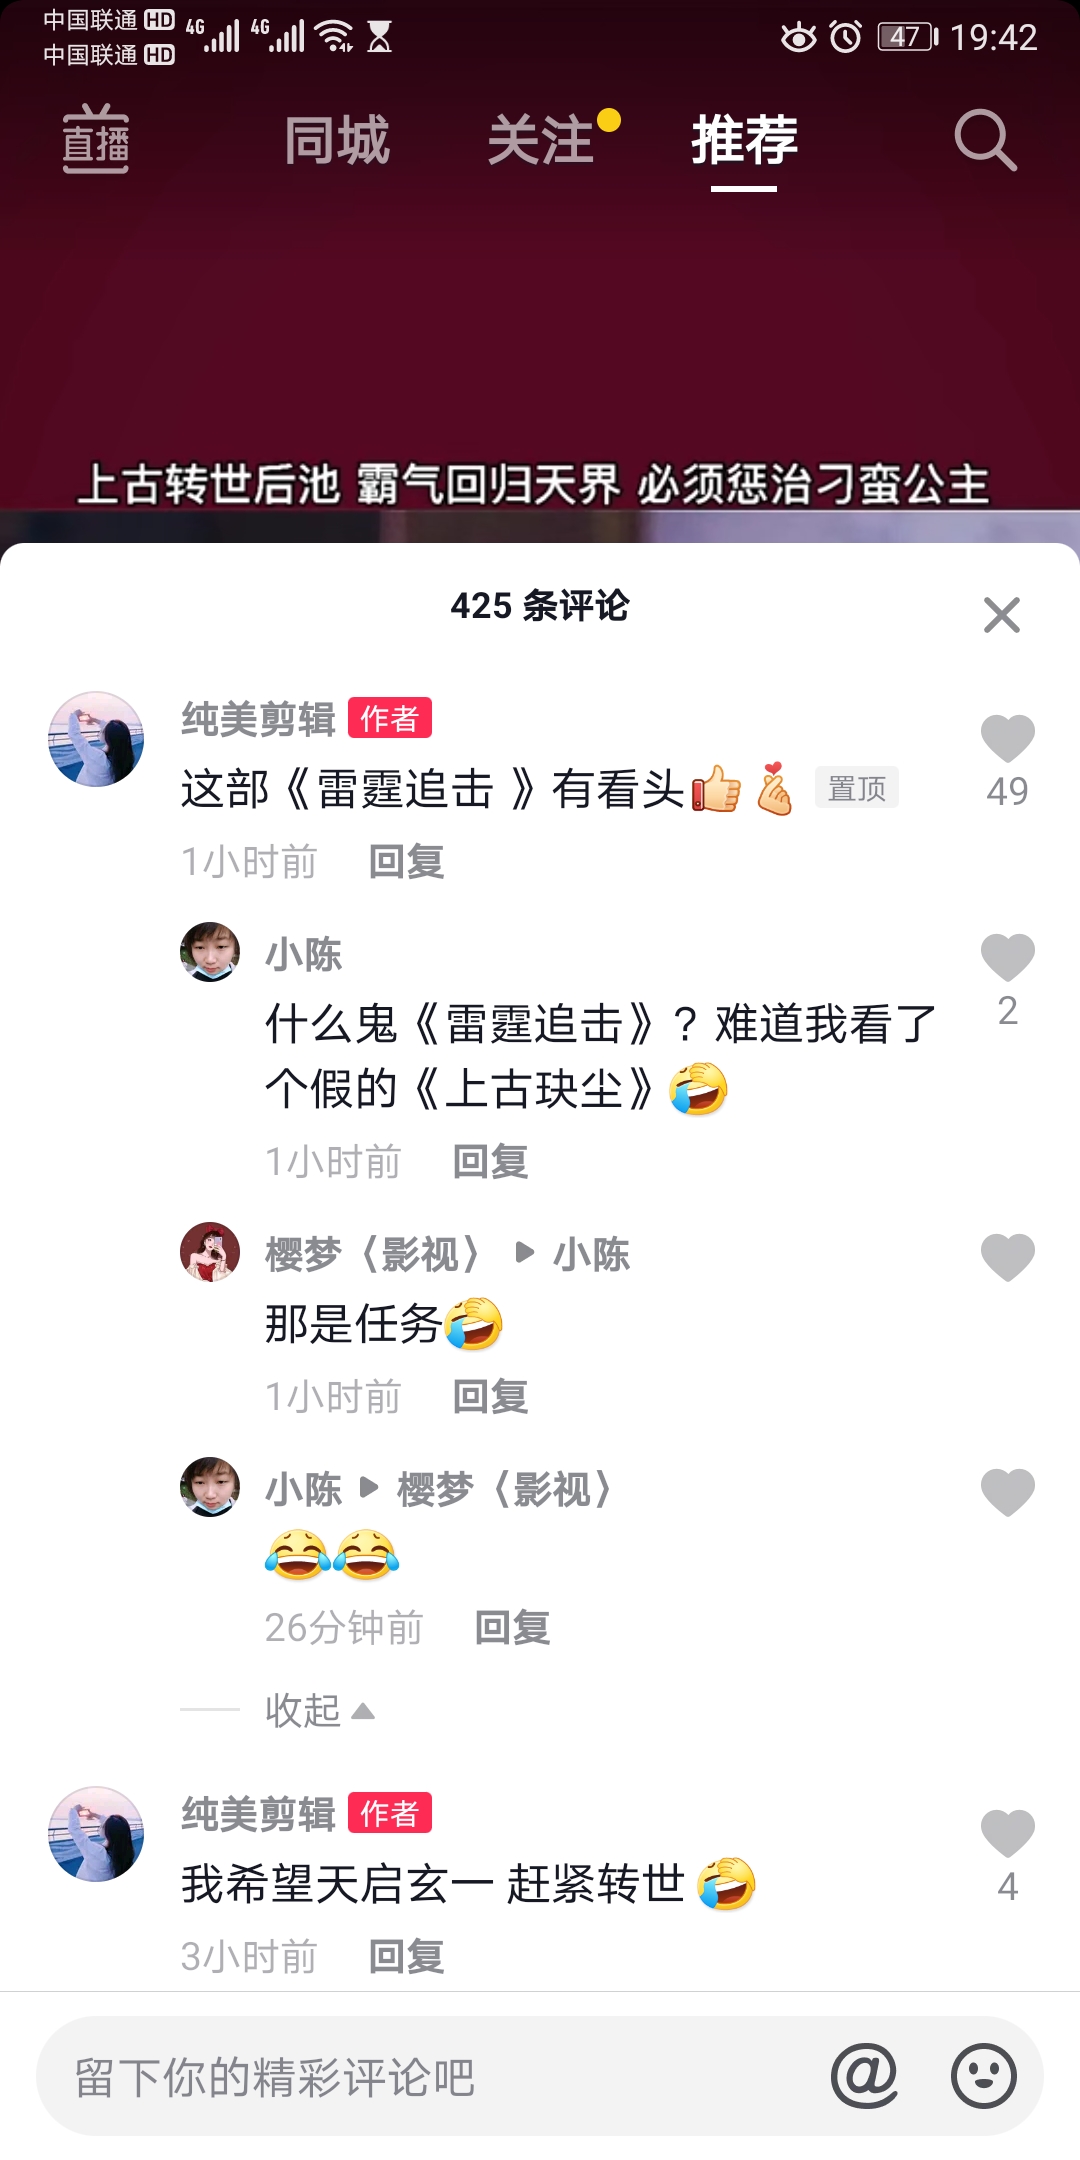 中国联通 HD 4G 4G 47 19:42
中国联通 HD
直播 同城 关注 推荐
上古转世后池 霸气回归天界 必须惩治刁蛮公主
425 条评论
纯美剪辑 作者
这部《雷霆追击 》有看头 置顶
49
1小时前 回复
小陈
什么鬼《雷霆追击》？难道我看了
2
个假的《上古玦尘》
1小时前 回复
樱梦〈影视〉 小陈
那是任务
1小时前 回复
小陈 樱梦〈影视〉
26分钟前 回复
收起
纯美剪辑 作者
我希望天启玄一 赶紧转世
4
3小时前 回复
留下你的精彩评论吧 @